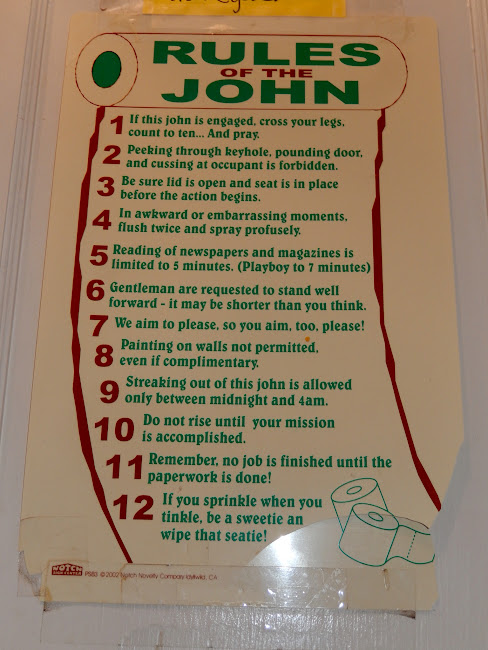 RULES
OF THE
JOHN
1 If this john is engaged, cross your legs,
count to ten... And pray.
2 Peeking through keyhole, pounding door,
and cussing at occupant is forbidden.
3 Be sure lid is open and seat is in place
before the action begins.
4 In awkward or embarrassing moments,
flush twice and spray profusely.
5 Reading of newspapers and magazines is
limited to 5 minutes. (Playboy to 7 minutes)
6 Gentleman are requested to stand well
forward - it may be shorter than you think.
7 We aim to please, so you aim, too, please!
8 Painting on walls not permitted,
even if complimentary.
9 Streaking out of this john is allowed
only between midnight and 4am.
10 Do not rise until your mission
is accomplished.
11 Remember, no job is finished until the
paperwork is done!
12 If you sprinkle when you
tinkle, be a sweetie an
wipe that seatie!
© 2002 Novelty Company Idyllwild, CA